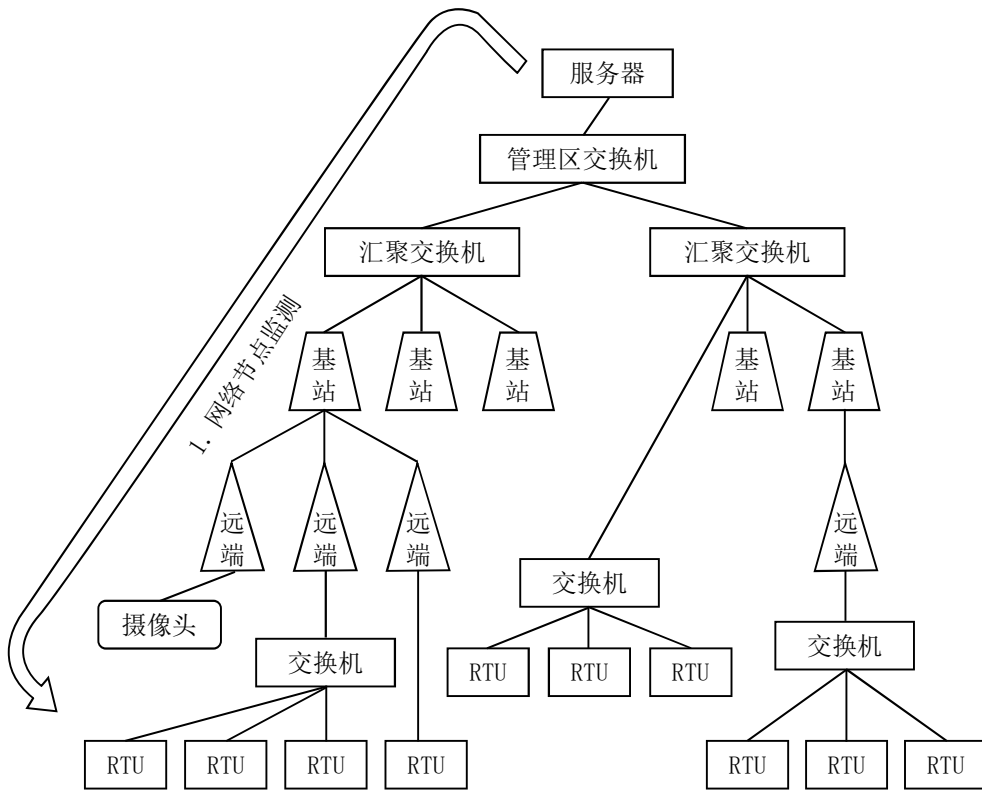 服务器
管理区交换机
汇聚交换机
汇聚交换机
1. 网络节点监测
基站
基站
基站
基站
基站
远端
远端
远端
远端
交换机
摄像头
交换机
交换机
RTU
RTU
RTU
RTU
RTU
RTU
RTU
RTU
RTU
RTU